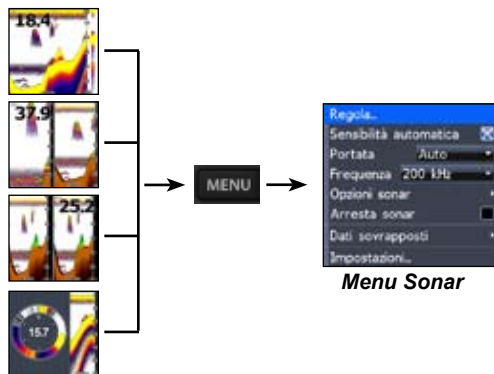 18.4
37.9
25.2
15.7
MENU
Regola..
Sensibilità automatica
Portata Auto
Frequenza 200 kHz
Opzioni sonar
Arresta sonar
Dati sovrapposti
Impostazioni..
Menu Sonar